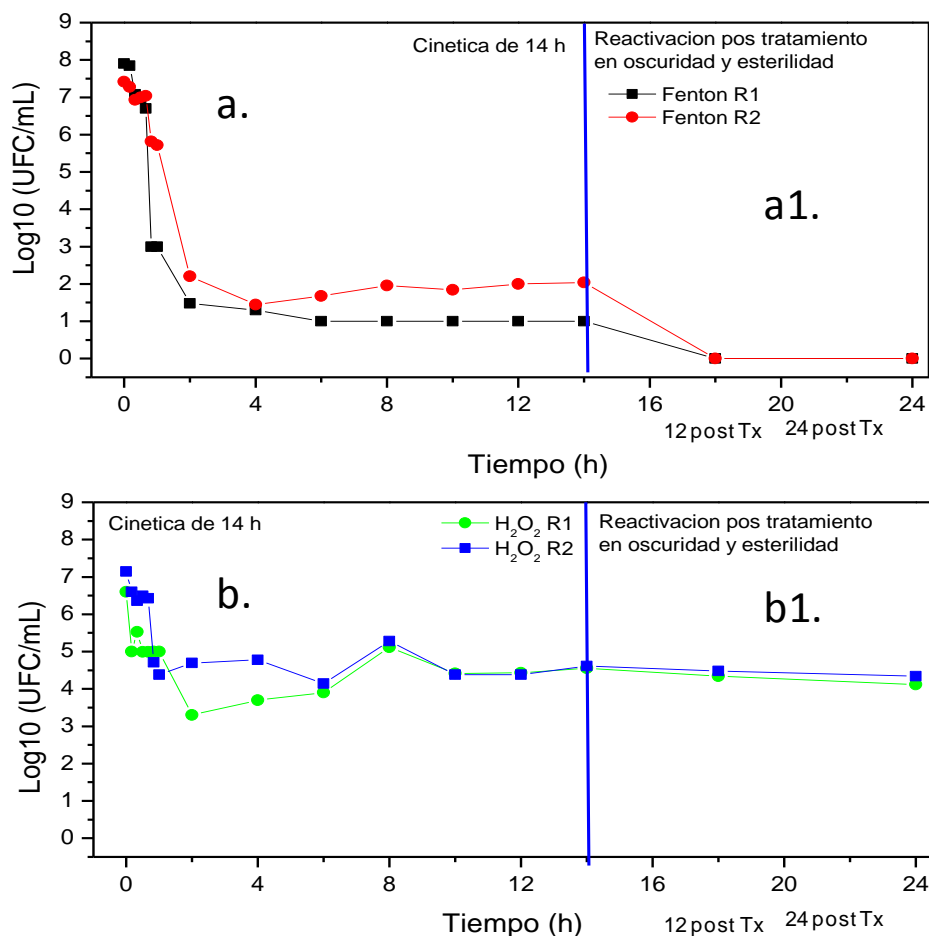 Cinetica de 14 h
Reactivacion pos tratamiento
en oscuridad y esterilidad
Fenton R1
Fenton R2
a.
a1.
Log10 (UFC/mL)
9
8
7
6
5
4
3
2
1
0
0 4 8 12 16 20 24
12 post Tx 24 post Tx
Tiempo (h)
Cinetica de 14 h
H₂O₂ R1
H₂O₂ R2
Reactivacion pos tratamiento
en oscuridad y esterilidad
b.
b1.
Log10 (UFC/mL)
9
8
7
6
5
4
3
2
1
0
0 4 8 12 16 20 24
Tiempo (h)
12 post Tx 24 post Tx